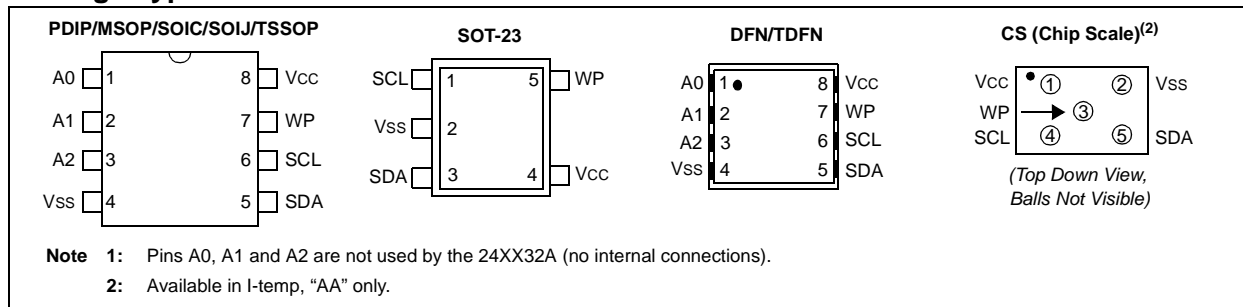 PDIP/MSOP/SOIC/SOIJ/TSSOP
A0 1 8 VCC
A1 2 7 WP
A2 3 6 SCL
VSS 4 5 SDA
SOT-23
SCL 1 5 WP
VSS 2
SDA 3 4 VCC
DFN/TDFN
A0 1 8 VCC
A1 2 7 WP
A2 3 6 SCL
VSS 4 5 SDA
CS (Chip Scale)(2)
VCC 1 2 VSS
WP 3
SCL 4 5 SDA
(Top Down View,
Balls Not Visible)
Note 1: Pins A0, A1 and A2 are not used by the 24XX32A (no internal connections).
2: Available in I-temp, “AA” only.